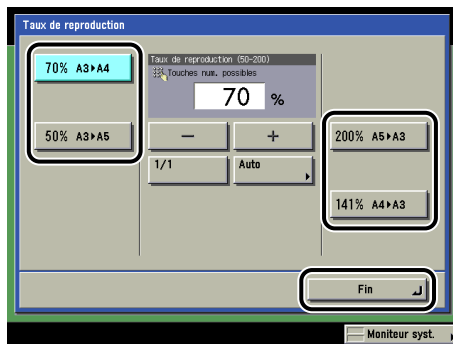 Taux de reproduction
70% A3▸A4
Taux de reproduction (50-200)
Touches num. possibles
70 %
50% A3▸A5
− +
200% A5▸A3
1/1 Auto
141% A4▸A3
Fin
Moniteur syst.